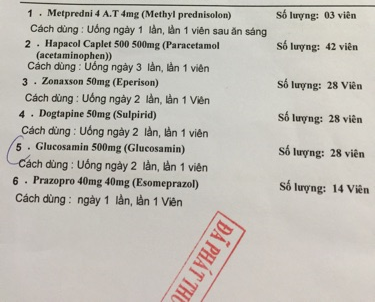 1 . Metpredni 4 A.T 4mg (Methyl prednisolon) Số lượng: 03 viên
Cách dùng : Uống ngày 1 lần, lần 1 viên sau ăn sáng
2 . Hapacol Caplet 500 500mg (Paracetamol (acetaminophen)) Số lượng: 42 viên
Cách dùng : Uống ngày 3 lần, lần 1 viên
3 . Zonaxson 50mg (Eperison) Số lượng: 28 Viên
Cách dùng : Uống ngày 2 lần, lần 1 Viên
4 . Dogtapine 50mg (Sulpirid) Số lượng: 28 viên
Cách dùng : Uống ngày 2 lần, lần 1 viên
5 . Glucosamin 500mg (Glucosamin) Số lượng: 28 viên
Cách dùng : Uống ngày 2 lần, lần 1 viên
6 . Prazopro 40mg 40mg (Esomeprazol) Số lượng: 14 Viên
Cách dùng : ngày 1 lần, lần 1 Viên
ĐÃ PHÁT THU